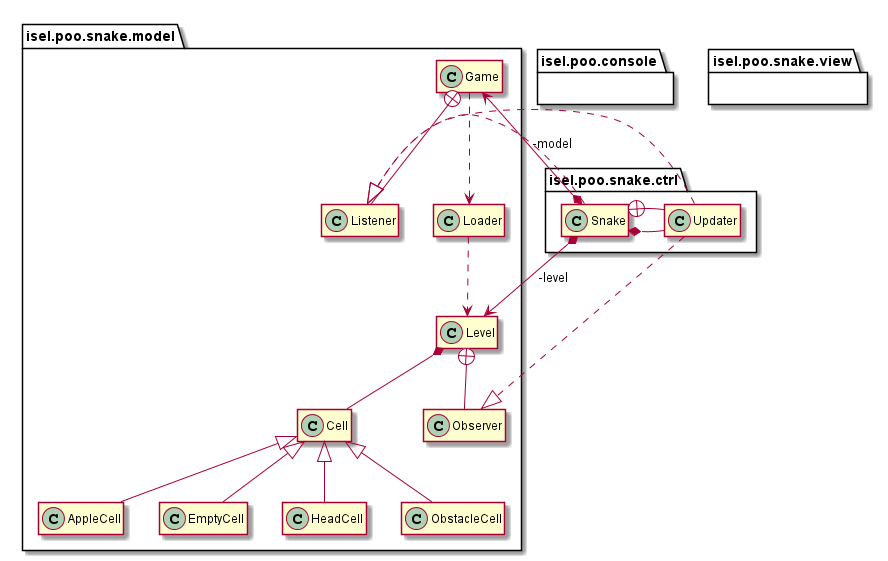 isel.poo.snake.model
isel.poo.console
isel.poo.snake.view
C Game
-model
isel.poo.snake.ctrl
C Listener
C Loader
C Snake
C Updater
-level
C Level
C Cell
C Observer
C AppleCell
C EmptyCell
C HeadCell
C ObstacleCell